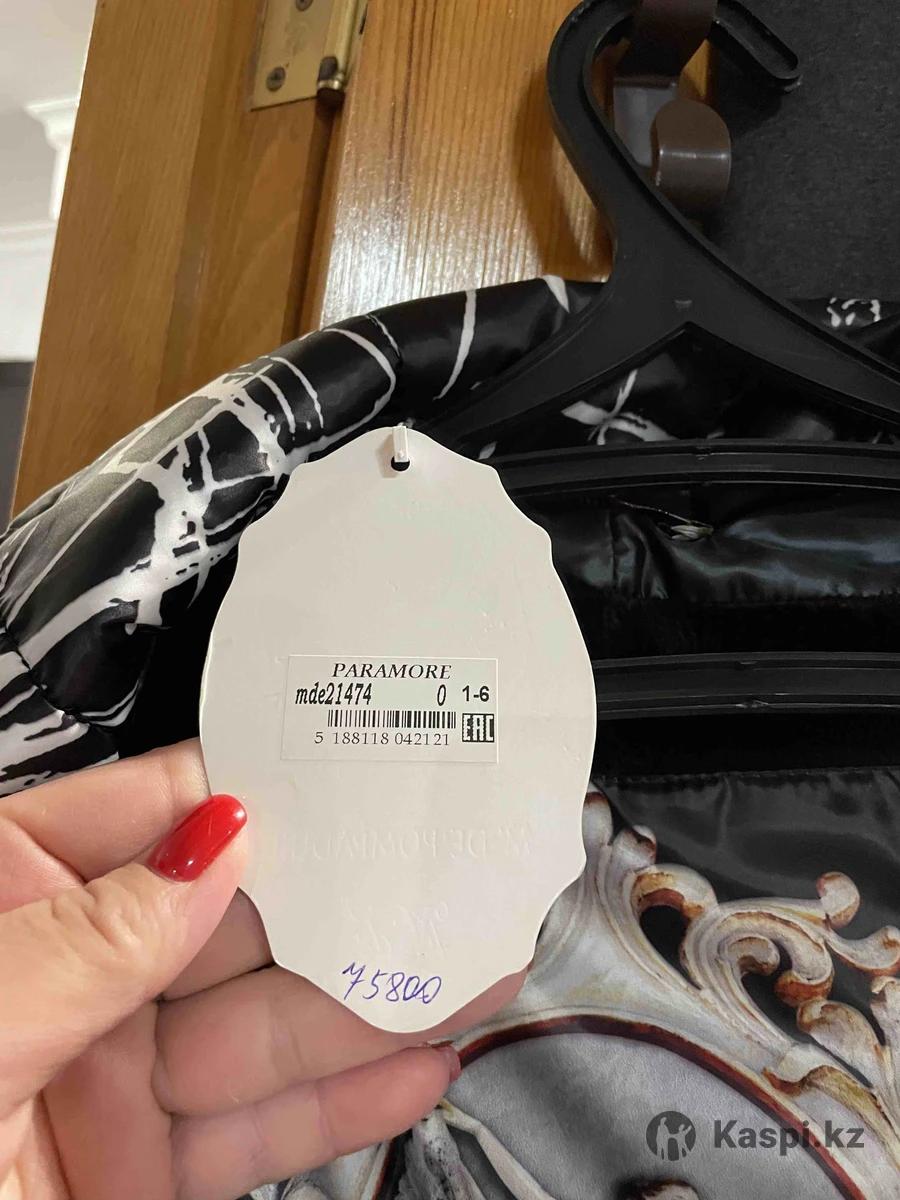 PARAMORE
mde21474 0 1-6
EAC
5 188118 042121
75800
Kaspi.kz